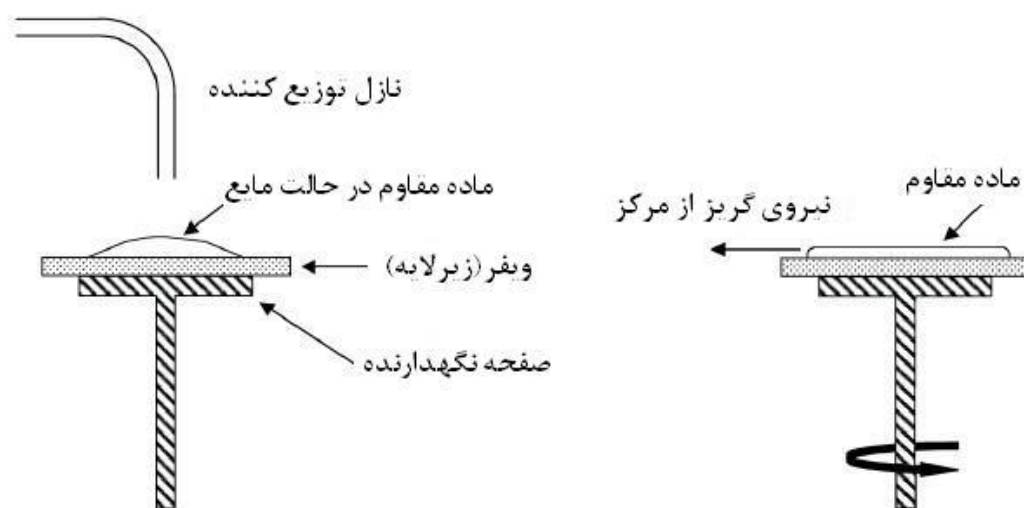 نازل توزیع کننده
ماده مقاوم در حالت مایع
ویفر (زیرلایه)
صفحه نگهدارنده
ماده مقاوم
نیروی گریز از مرکز